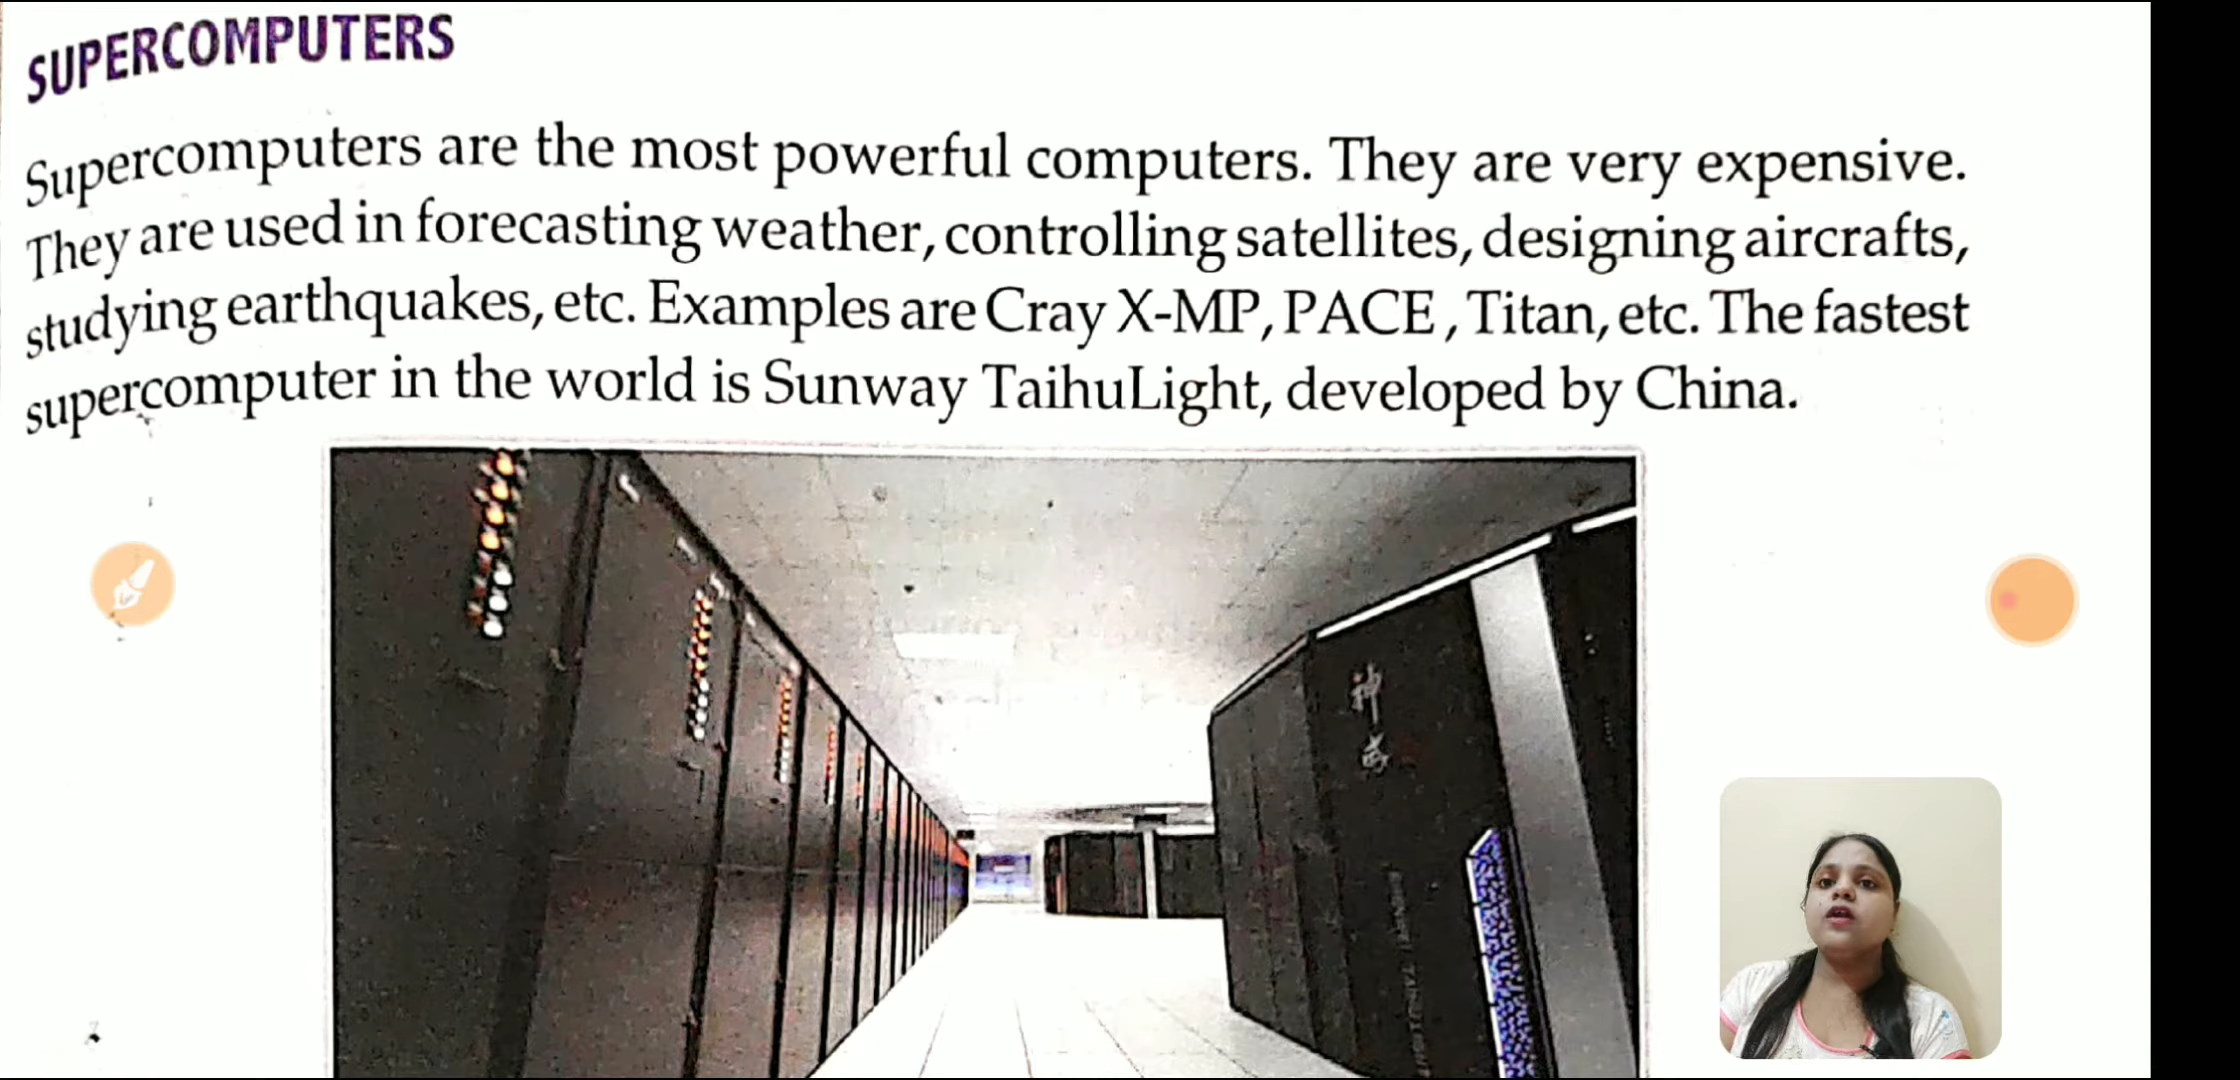 SUPERCOMPUTERS
Supercomputers are the most powerful computers. They are very expensive.
They are used in forecasting weather, controlling satellites, designing aircrafts,
studying earthquakes, etc. Examples are Cray X-MP, PACE, Titan, etc. The fastest
supercomputer in the world is Sunway TaihuLight, developed by China.
神
威